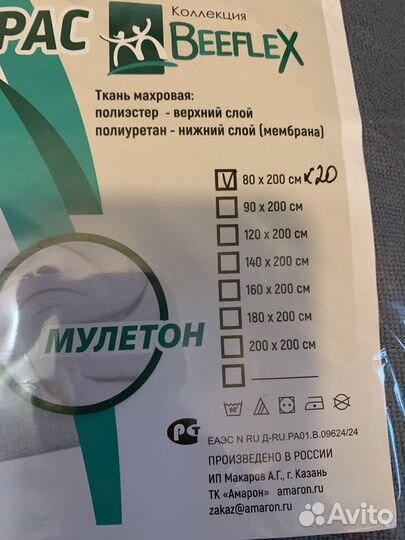 РАС
Коллекция
BEEFLEX
Ткань махровая:
полиэстер - верхний слой
полиуретан - нижний слой (мембрана)
V 80 х 200 см х20
90 х 200 см
120 х 200 см
140 х 200 см
160 х 200 см
180 х 200 см
200 х 200 см
МУЛЕТОН
60°
РСТ
ЕАЭС N RU Д-RU.РА01.В.09624/24
ПРОИЗВЕДЕНО В РОССИИ
ИП Макаров А.Г., г. Казань
ТК «Амарон» amaron.ru
zakaz@amaron.ru
Avito